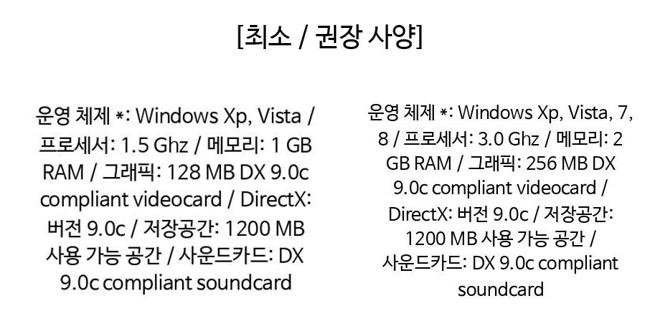 [최소 / 권장 사양]
운영 체제 *: Windows Xp, Vista /
프로세서: 1.5 Ghz / 메모리: 1 GB
RAM / 그래픽: 128 MB DX 9.0c
compliant videocard / DirectX:
버전 9.0c / 저장공간: 1200 MB
사용 가능 공간 / 사운드카드: DX
9.0c compliant soundcard
운영 체제 *: Windows Xp, Vista, 7,
8 / 프로세서: 3.0 Ghz / 메모리: 2
GB RAM / 그래픽: 256 MB DX
9.0c compliant videocard /
DirectX: 버전 9.0c / 저장공간:
1200 MB 사용 가능 공간 /
사운드카드: DX 9.0c compliant
soundcard